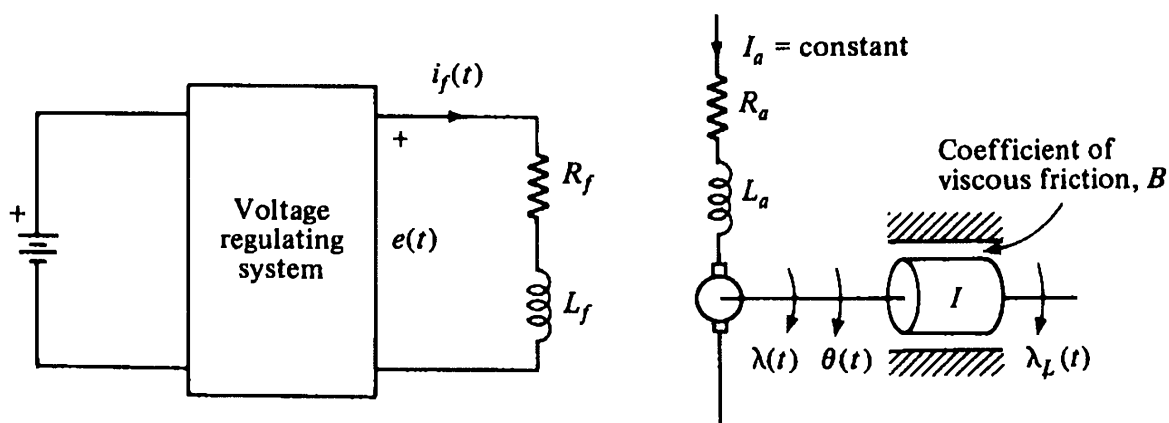 i_f(t)
+
+
Voltage
regulating
system
e(t)
R_f
L_f
I_a = constant
R_a
L_a
Coefficient of
viscous friction, B
I
λ(t)
θ(t)
λ_L(t)